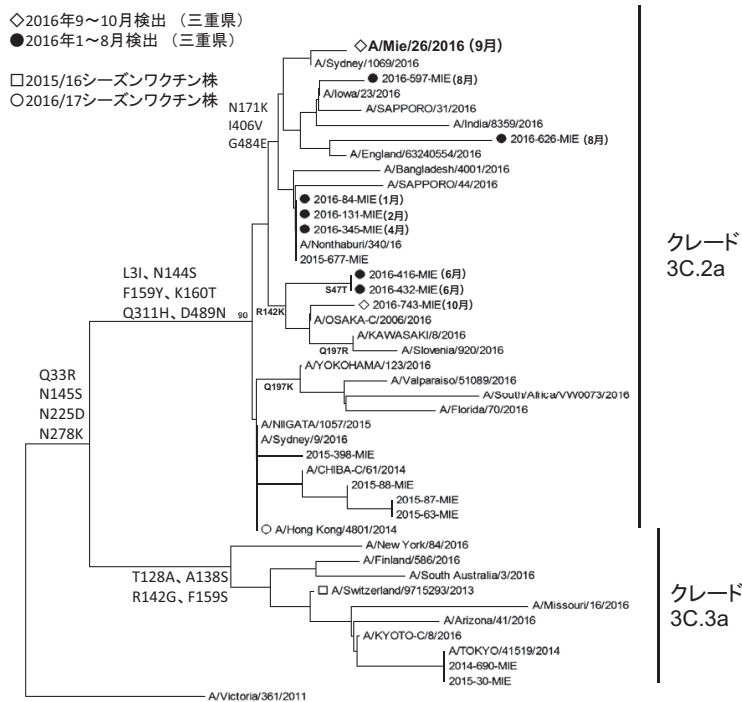 ◇2016年9～10月検出 （三重県）
●2016年1～8月検出 （三重県）
□2015/16シーズンワクチン株
○2016/17シーズンワクチン株
◇A/Mie/26/2016 (9月)
A/Sydney/1069/2016
● 2016-597-MIE (8月)
A/Iowa/23/2016
A/SAPPORO/31/2016
A/India/8359/2016
● 2016-626-MIE (8月)
A/England/63240554/2016
N171K
I406V
G484E
A/Bangladesh/4001/2016
A/SAPPORO/44/2016
● 2016-84-MIE (1月)
● 2016-131-MIE (2月)
● 2016-345-MIE (4月)
A/Nonthaburi/340/16
2015-677-MIE
クレード
3C.2a
L3I、N144S
F159Y、K160T
Q311H、D489N
90
R142K
S47T
● 2016-416-MIE (6月)
● 2016-432-MIE (6月)
◇ 2016-743-MIE (10月)
A/OSAKA-C/2006/2016
A/KAWASAKI/8/2016
Q197R
A/Slovenia/920/2016
A/YOKOHAMA/123/2016
Q197K
A/Valparaiso/51089/2016
A/South/Africa/VW0073/2016
A/Florida/70/2016
Q33R
N145S
N225D
N278K
A/NIIGATA/1057/2015
A/Sydney/9/2016
2015-398-MIE
A/CHIBA-C/61/2014
2015-88-MIE
2015-87-MIE
2015-63-MIE
○ A/Hong Kong/4801/2014
A/New York/84/2016
A/Finland/586/2016
A/South Australia/3/2016
T128A、A138S
R142G、F159S
□ A/Switzerland/9715293/2013
A/Missouri/16/2016
A/Arizona/41/2016
A/KYOTO-C/8/2016
A/TOKYO/41519/2014
2014-690-MIE
2015-30-MIE
クレード
3C.3a
A/Victoria/361/2011